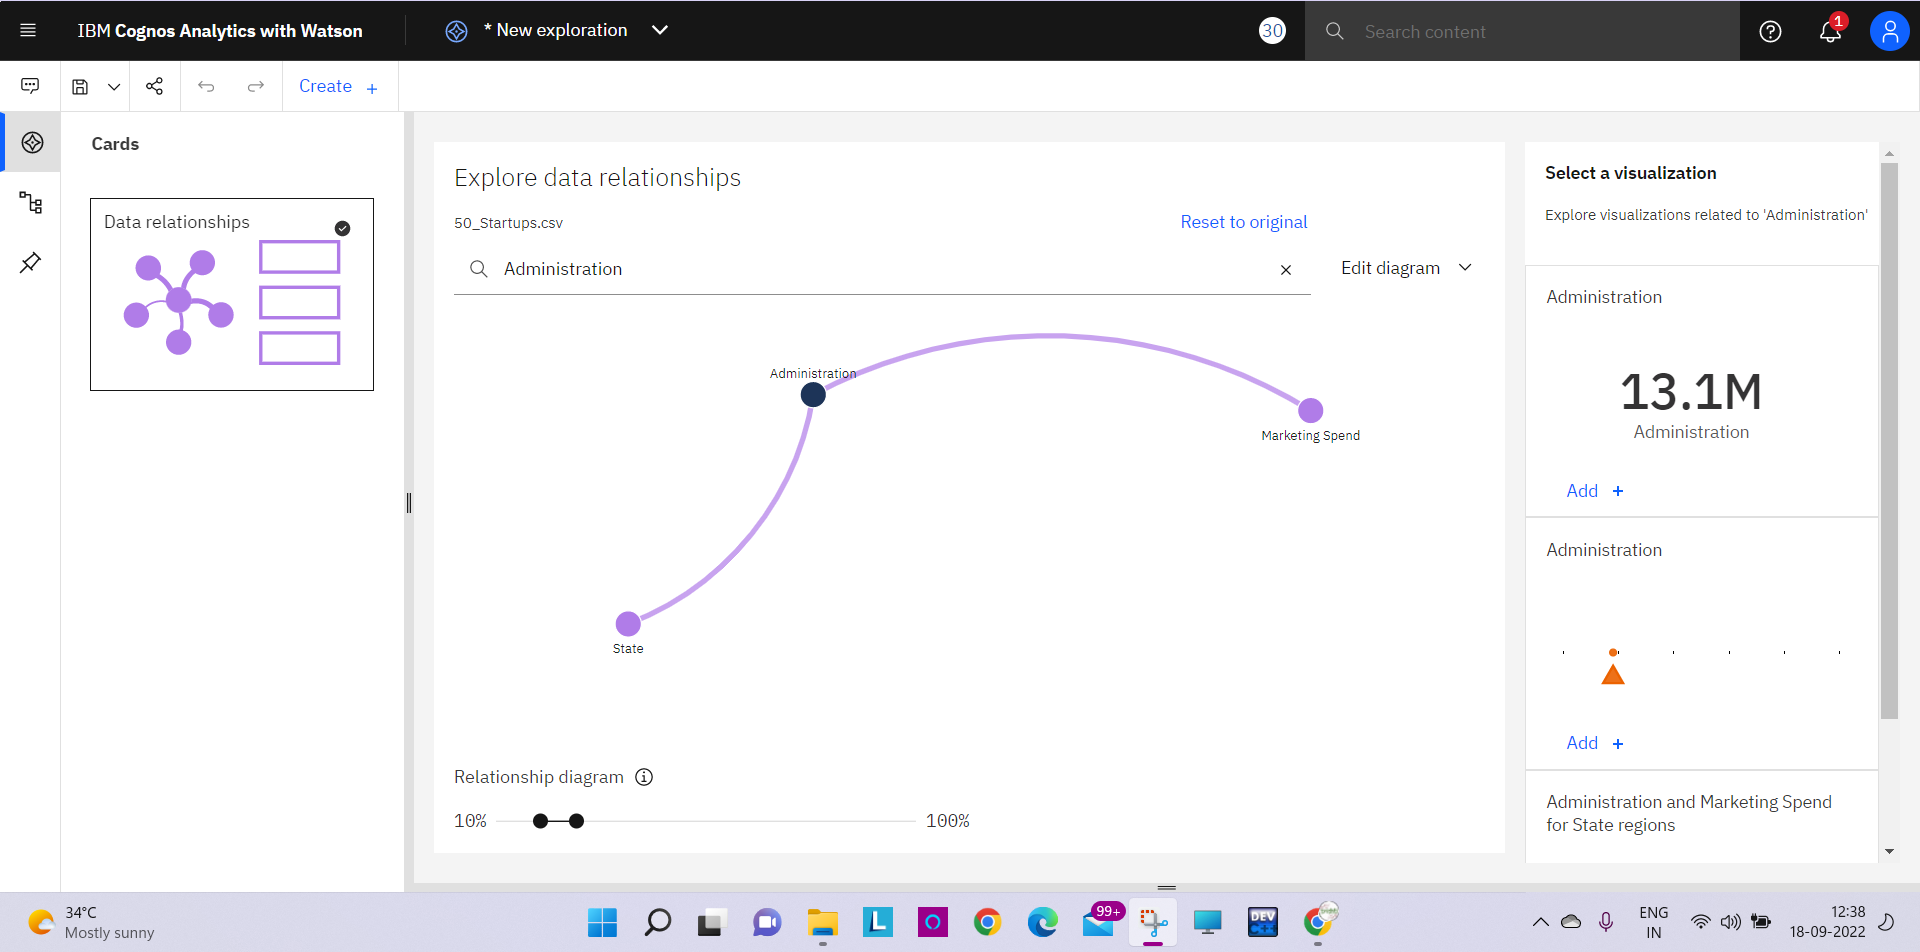 IBM Cognos Analytics with Watson
* New exploration
30
Search content
1
Create +
Cards
Data relationships
Explore data relationships
50_Startups.csv
Reset to original
Administration
Edit diagram
Administration
Marketing Spend
State
Relationship diagram
10%
100%
Select a visualization
Explore visualizations related to 'Administration'
Administration
13.1M
Administration
Add +
Administration
Add +
Administration and Marketing Spend
for State regions
34°C
Mostly sunny
L
99+
DEV
C++
ENG
IN
12:38
18-09-2022